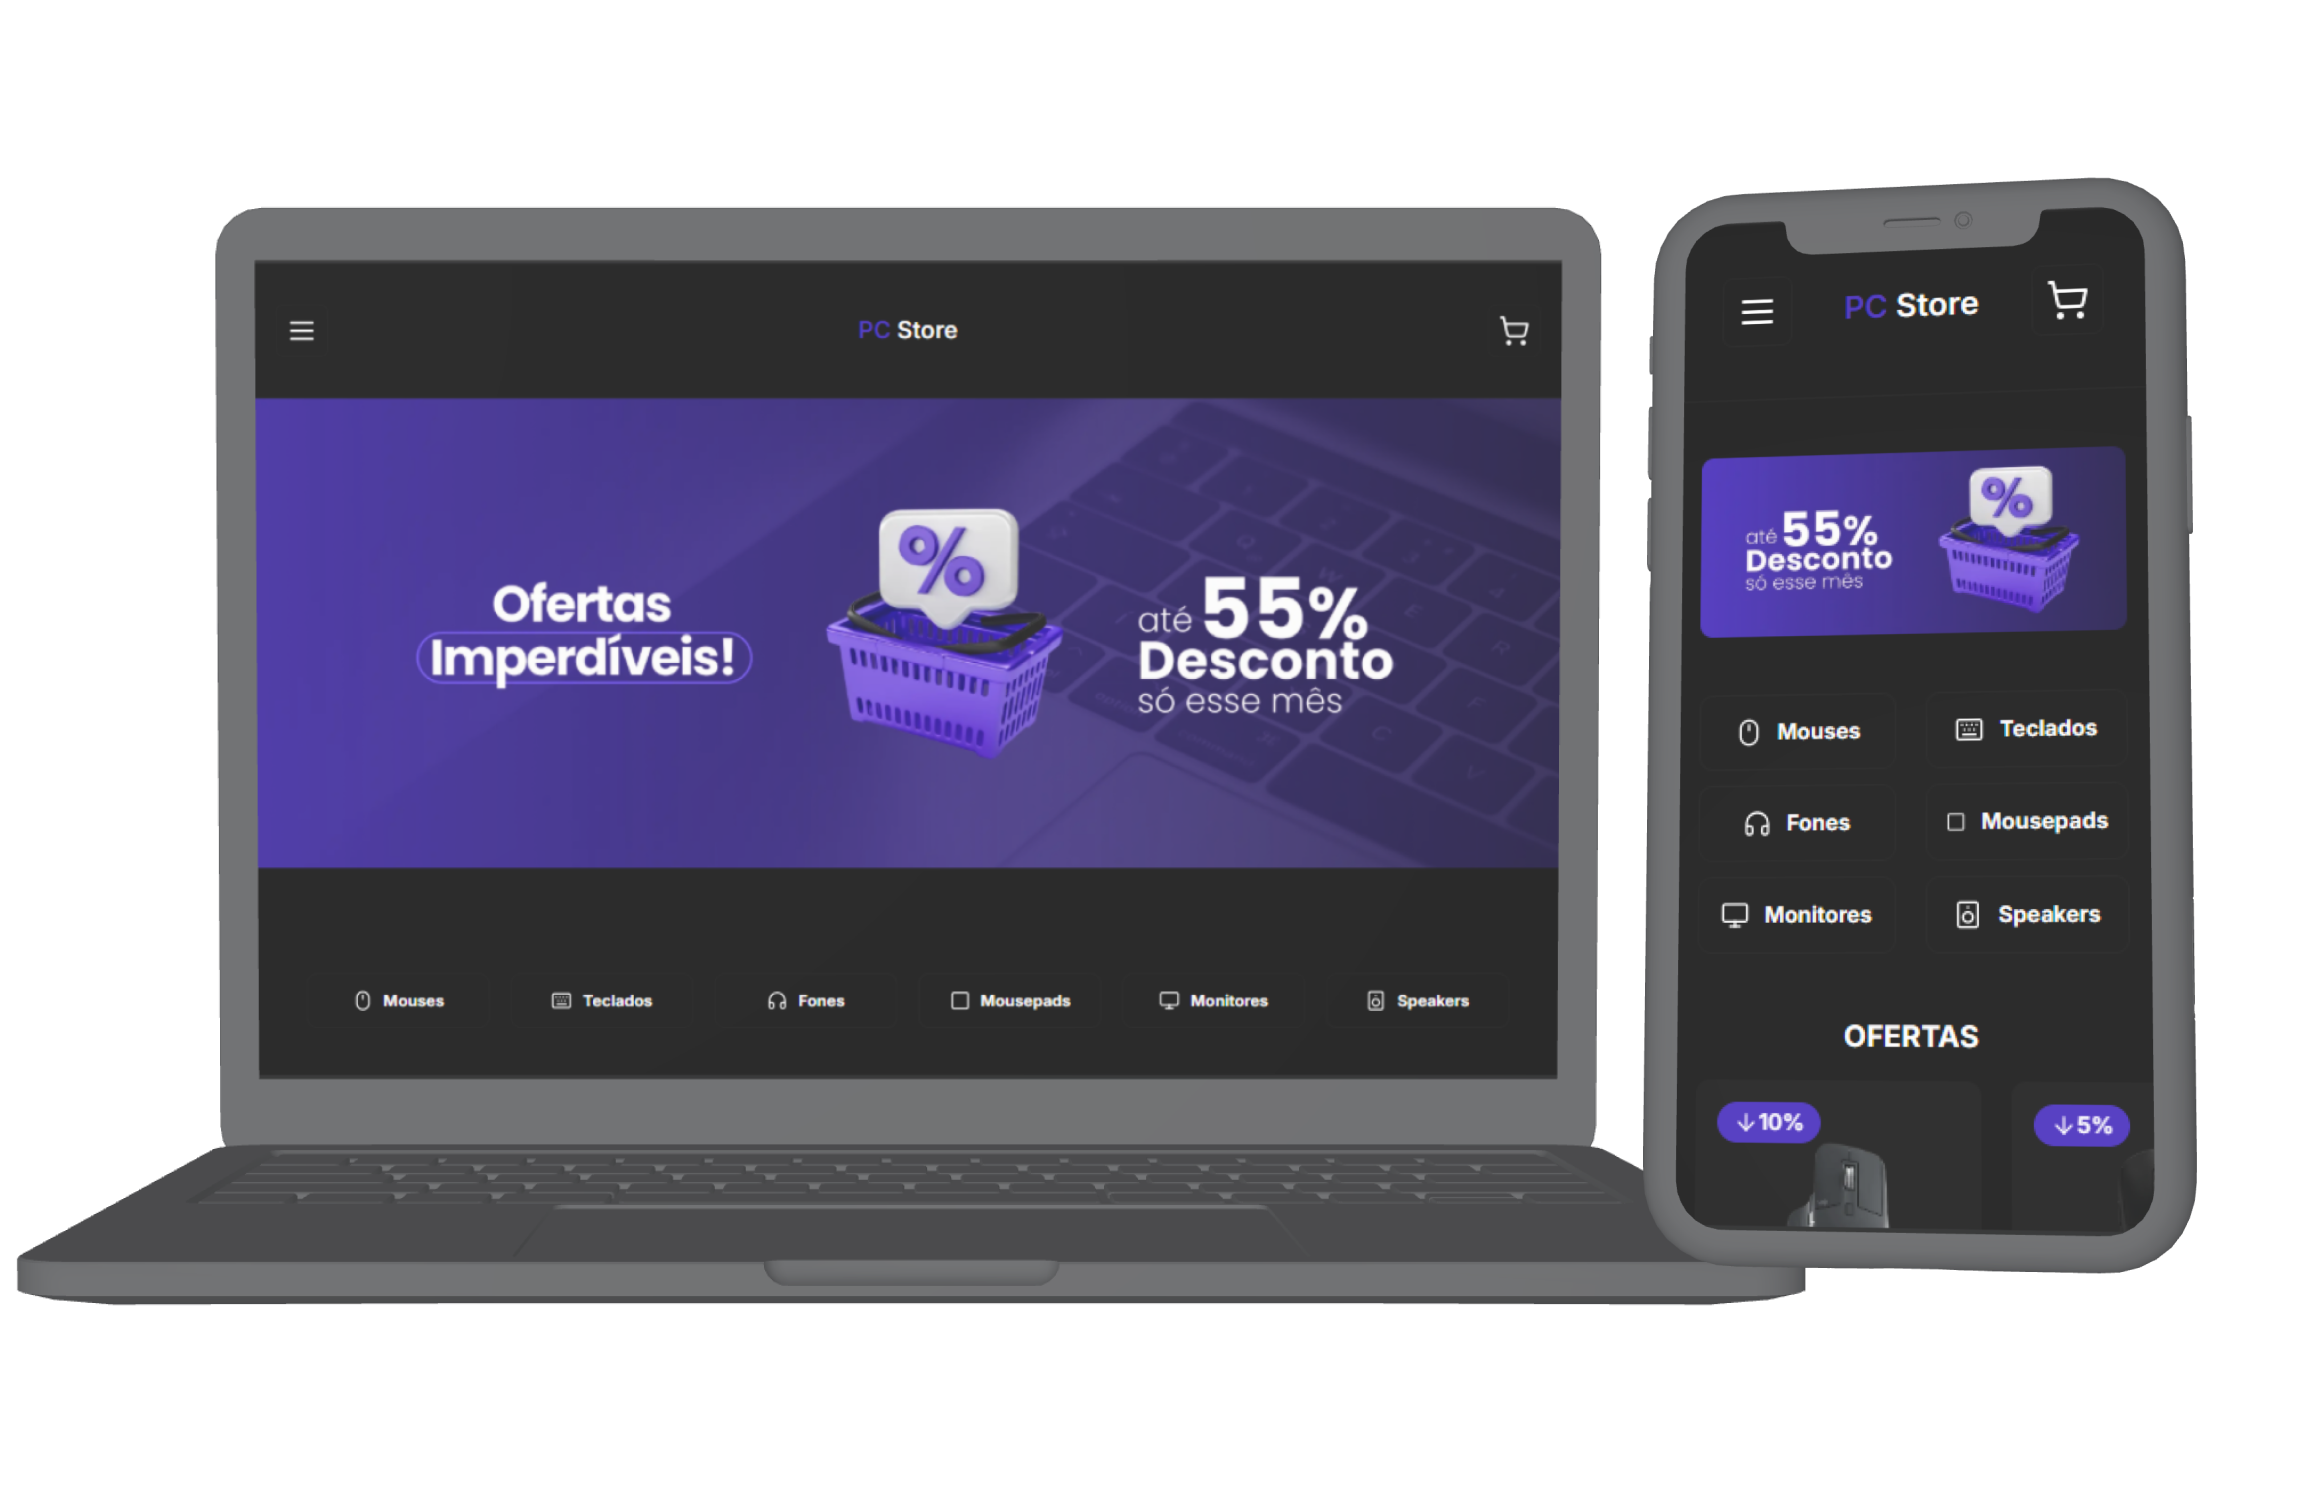 PC Store
Ofertas
Imperdíveis!
%
até 55%
Desconto
só esse mês
Mouses
Teclados
Fones
Mousepads
Monitores
Speakers
PC Store
até 55%
Desconto
só esse mês
%
Mouses
Teclados
Fones
Mousepads
Monitores
Speakers
OFERTAS
↓10%
↓5%